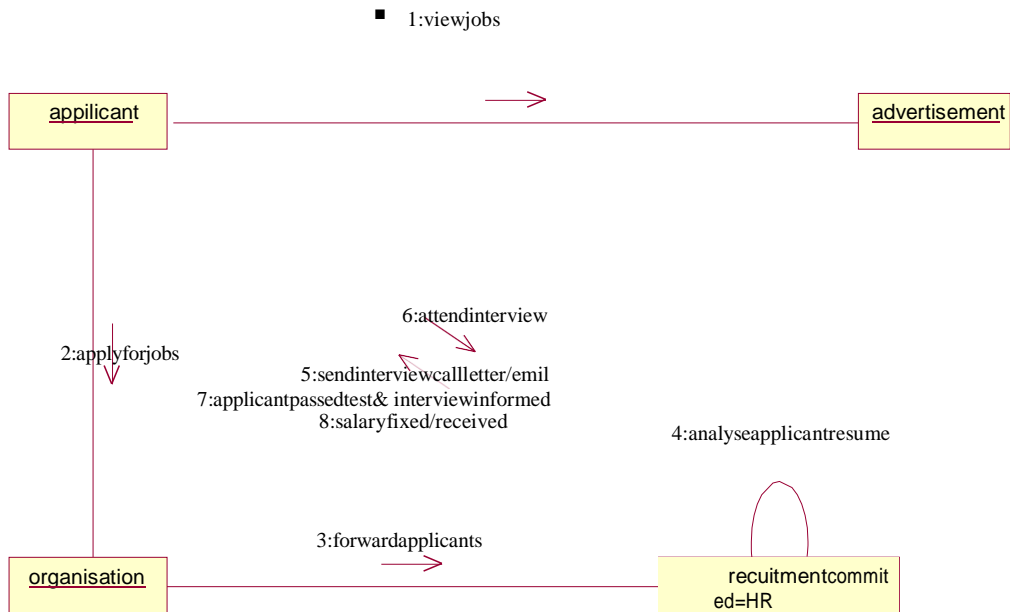 1:viewjobs
appilicant
advertisement
6:attendinterview
2:applyforjobs
5:sendinterviewcallletter/emil
7:applicantpassedtest& interviewinformed
8:salaryfixed/received
4:analyseapplicantresume
3:forwardapplicants
organisation
recuitmentcommit
ed=HR